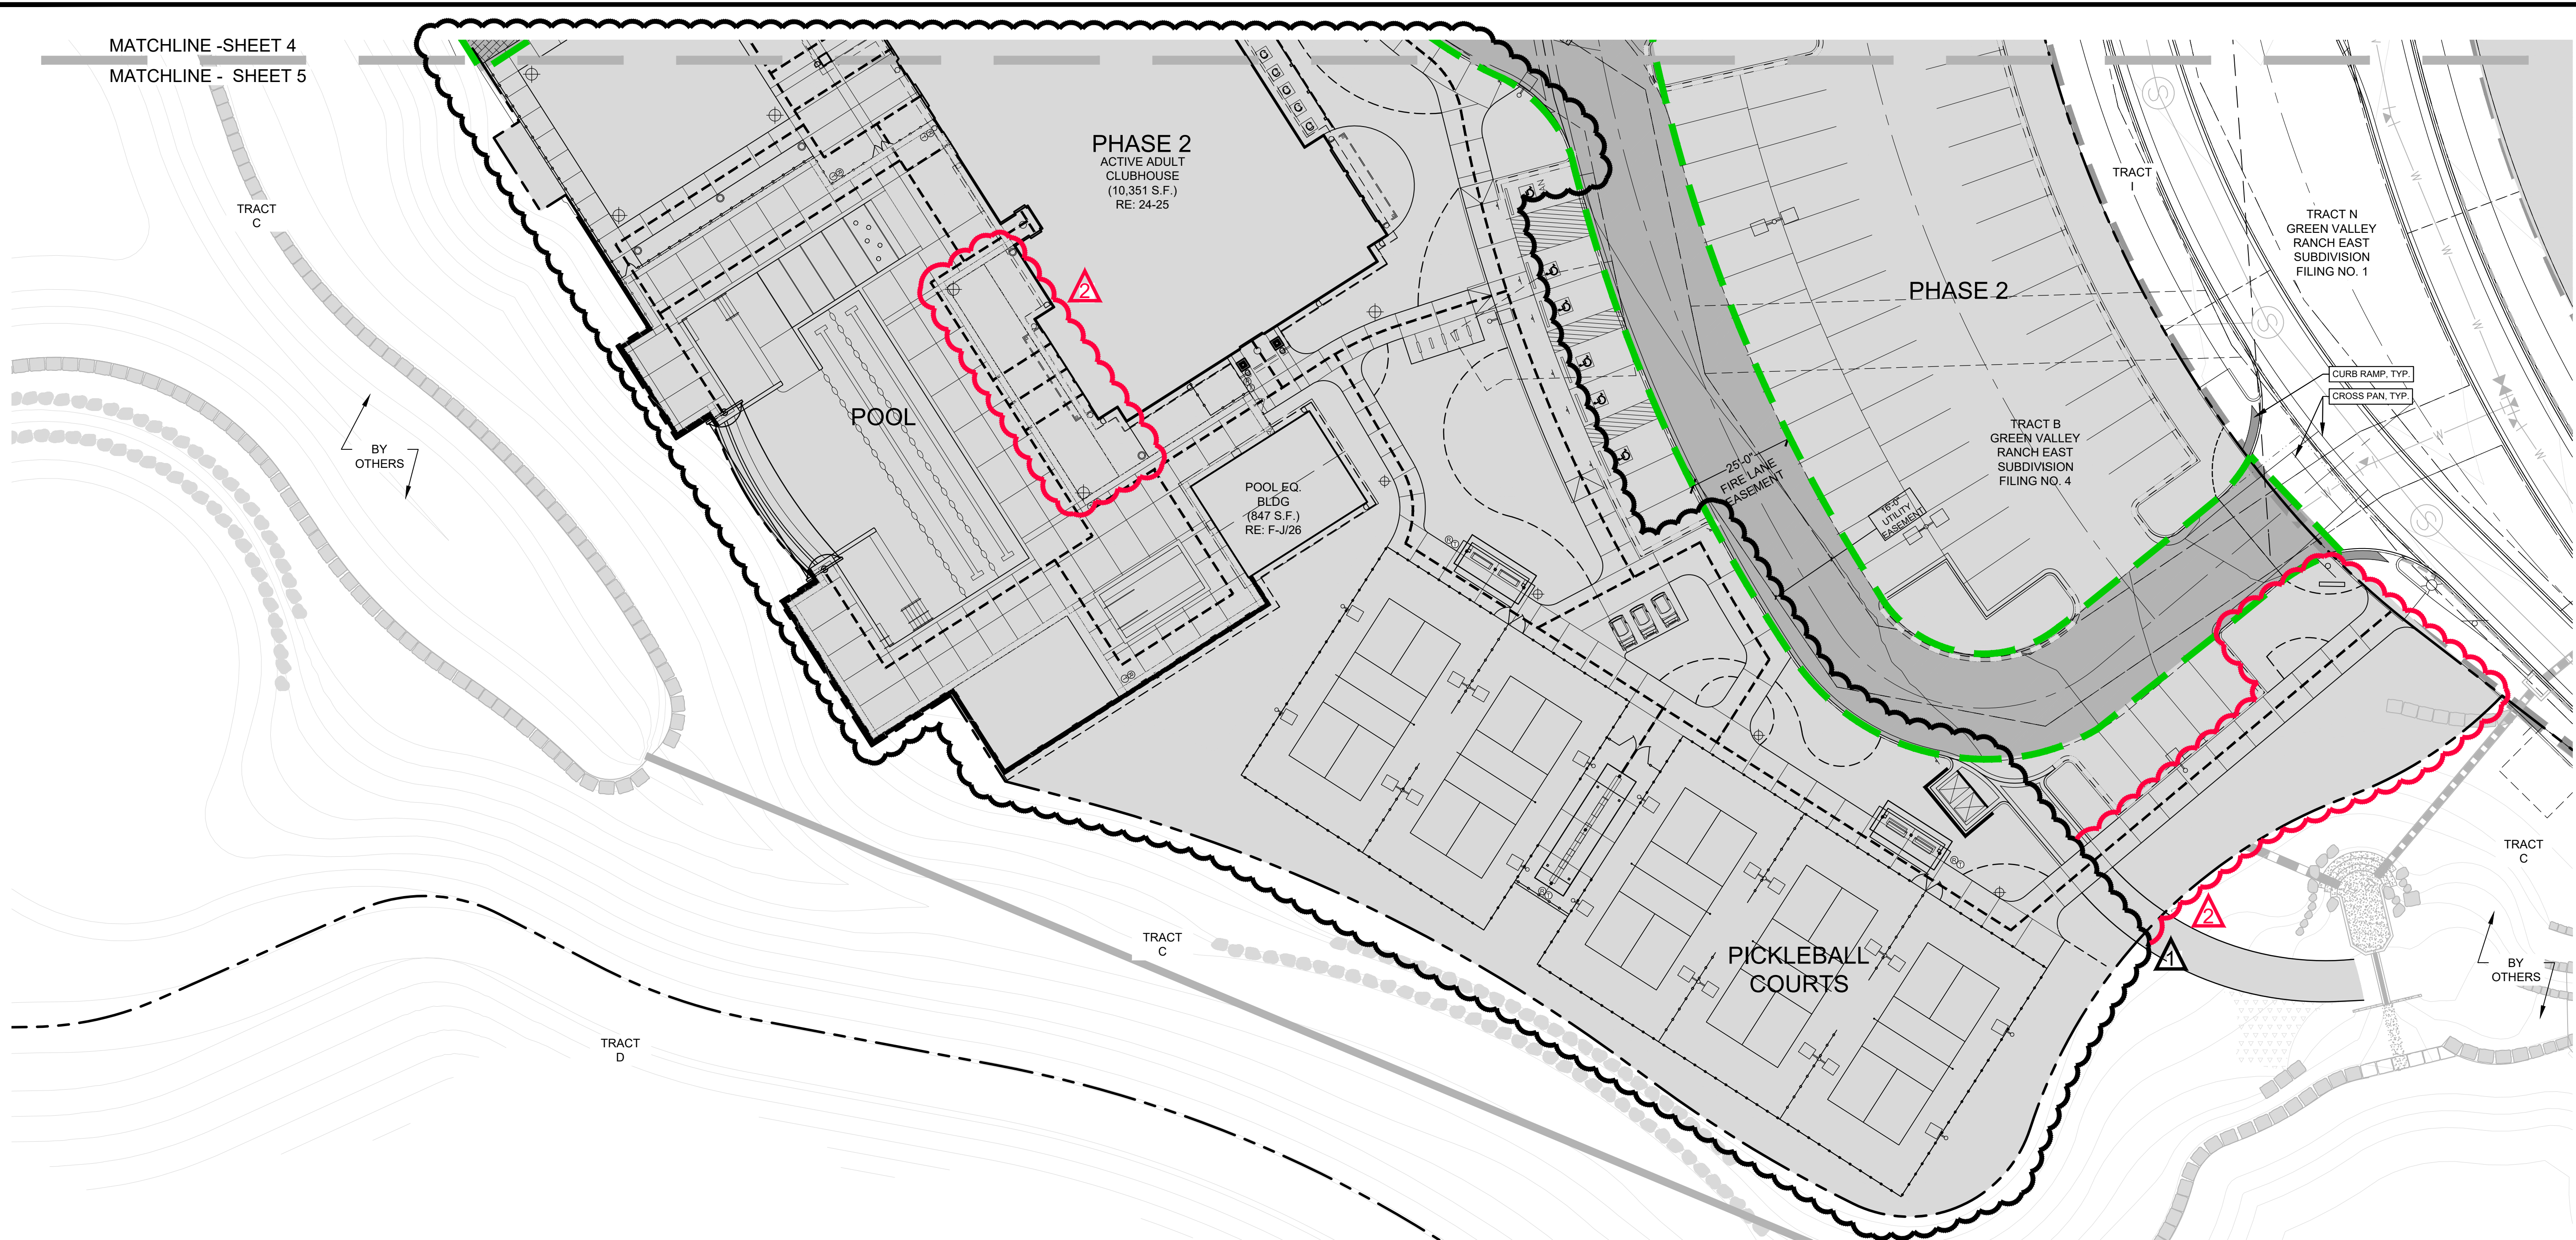 MATCHLINE -SHEET 4
MATCHLINE - SHEET 5
TRACT
C
BY
OTHERS
PHASE 2
ACTIVE ADULT
CLUBHOUSE
(10,351 S.F.)
RE: 24-25
2
POOL
POOL EQ.
BLDG
(847 S.F.)
RE: F-J/26
PHASE 2
TRACT
TRACT N
GREEN VALLEY
RANCH EAST
SUBDIVISION
FILING NO. 1
CURB RAMP, TYP.
CROSS PAN, TYP.
TRACT B
GREEN VALLEY
RANCH EAST
SUBDIVISION
FILING NO. 4
25'-0"
FIRE LANE
EASEMENT
16'-0"
UTILITY
EASEMENT
S
S
S
W
W
W
W
W
W
PICKLEBALL
COURTS
2
1
TRACT
C
BY
OTHERS
TRACT
C
TRACT
D